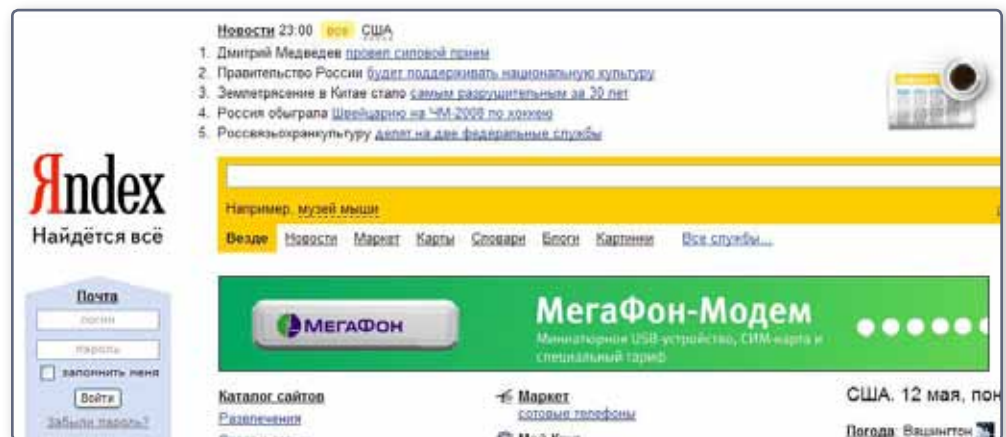 Новости 23:00 все США
1. Дмитрий Медведев провел силовой прием
2. Правительство России будет поддерживать национальную культуру
3. Землетрясение в Китае стало самым разрушительным за 30 лет
4. Россия обыграла Швейцарию на ЧМ-2008 по хоккею
5. Россвязьохранкультуру делят на две федеральные службы
Яndex
Найдётся всё
Например, музей мыши
Везде Новости Маркет Карты Словари Блоги Картинки Все службы...
Почта
логин
пароль
запомнить меня
Войти
Забыли пароль?
МЕГАФОН
МегаФон-Модем
Миниатюрное USB-устройство, СИМ-карта и
специальный тариф
Каталог сайтов
Развлечения
Маркет
сотовые телефоны
Мой Круг
США. 12 мая, пон
Погода: Вашингтон